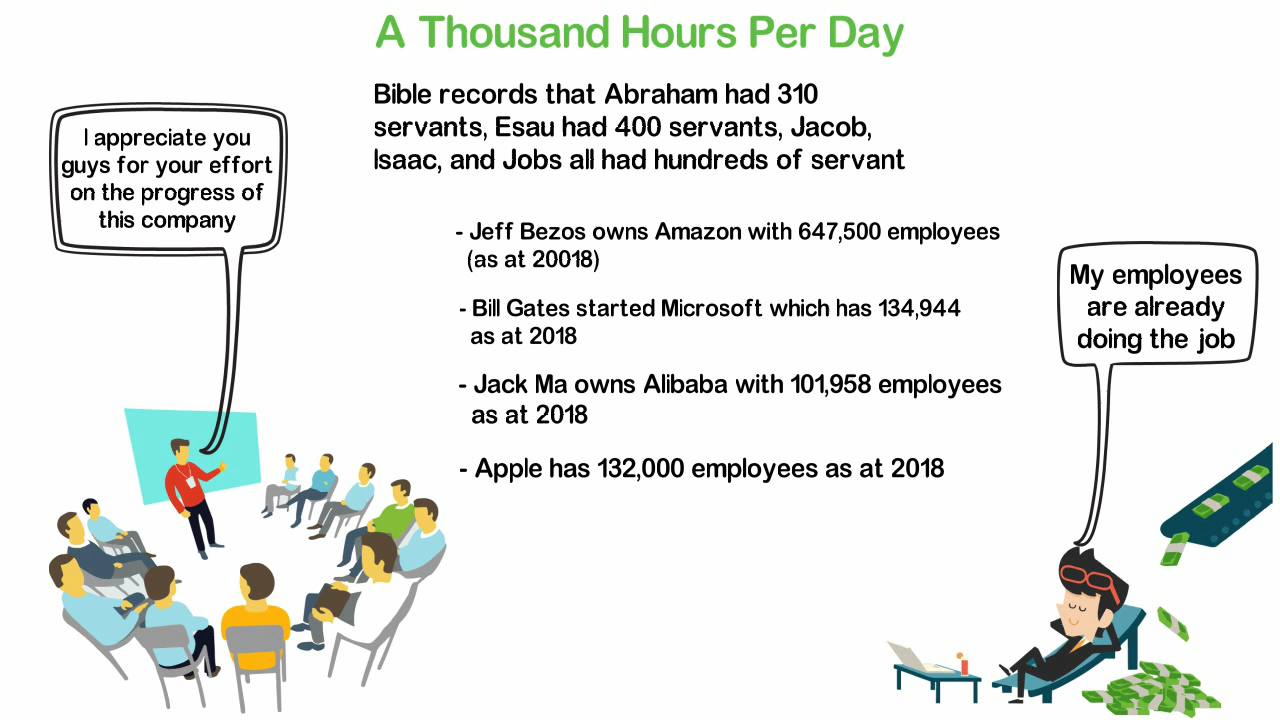 A Thousand Hours Per Day
Bible records that Abraham had 310
servants, Esau had 400 servants, Jacob,
Isaac, and Jobs all had hundreds of servant
I appreciate you
guys for your effort
on the progress of
this company
- Jeff Bezos owns Amazon with 647,500 employees
(as at 20018)
- Bill Gates started Microsoft which has 134,944
as at 2018
- Jack Ma owns Alibaba with 101,958 employees
as at 2018
- Apple has 132,000 employees as at 2018
My employees
are already
doing the job